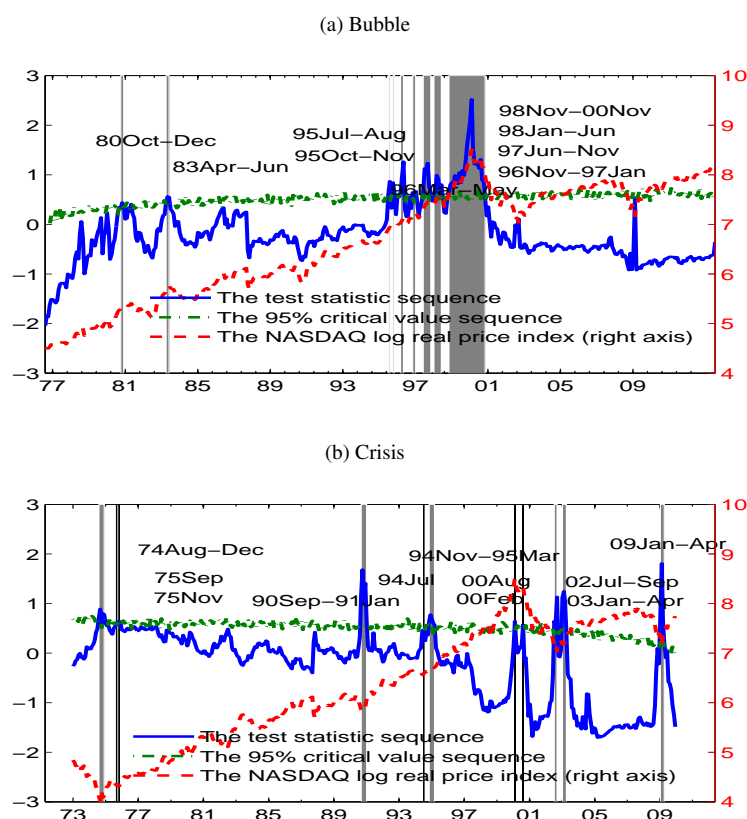 (a) Bubble
3
2
1
0
−1
−2
−3
10
9
8
7
6
5
4
80Oct−Dec
83Apr−Jun
95Jul−Aug
95Oct−Nov
96Mar−May
98Nov−00Nov
98Jan−Jun
97Jun−Nov
96Nov−97Jan
The test statistic sequence
The 95% critical value sequence
The NASDAQ log real price index (right axis)
77 81 85 89 93 97 01 05 09
(b) Crisis
3
2
1
0
−1
−2
−3
10
9
8
7
6
5
4
74Aug−Dec
75Sep
75Nov
90Sep−91Jan
94Jul
94Nov−95Mar
00Aug
00Feb
02Jul−Sep
03Jan−Apr
09Jan−Apr
The test statistic sequence
The 95% critical value sequence
The NASDAQ log real price index (right axis)
73 77 81 85 89 93 97 01 05 09